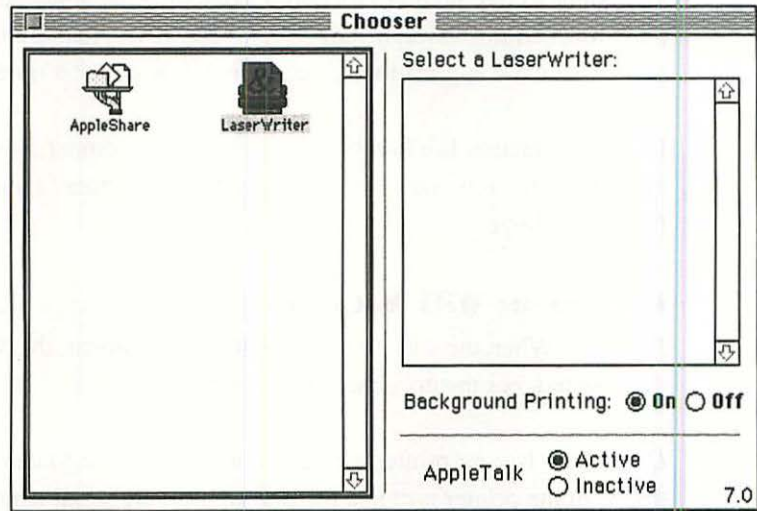 Chooser
AppleShare
LaserWriter
Select a LaserWriter:
Background Printing: On Off
AppleTalk Active
Inactive
7.0